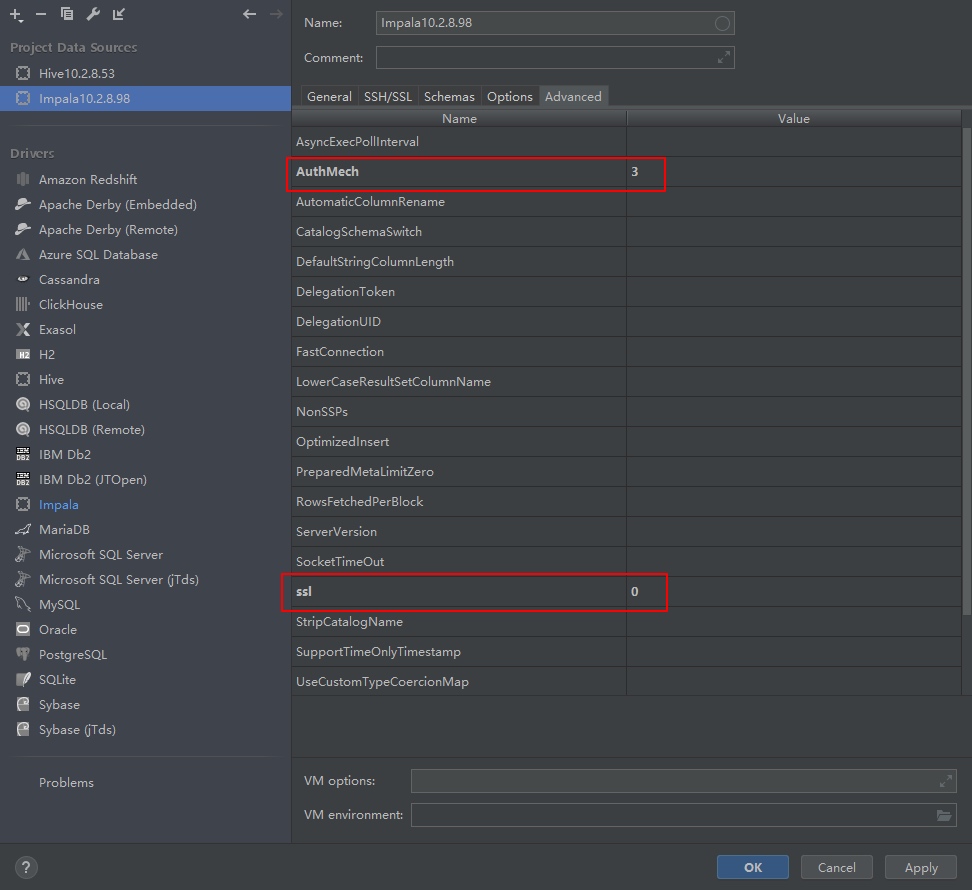 Project Data Sources
Hive10.2.8.53
Impala10.2.8.98
Drivers
Amazon Redshift
Apache Derby (Embedded)
Apache Derby (Remote)
Azure SQL Database
Cassandra
ClickHouse
Exasol
H2
H2
Hive
HSQLDB (Local)
HSQLDB (Remote)
IBM DB2
IBM Db2
IBM DB2
IBM Db2 (JTOpen)
Impala
MariaDB
Microsoft SQL Server
Microsoft SQL Server (jTds)
MySQL
Oracle
PostgreSQL
SQLite
Sybase
Sybase (jTds)
Problems
?
Name: Impala10.2.8.98
Comment:
General SSH/SSL Schemas Options Advanced
Name Value
AsyncExecPollInterval
AuthMech 3
AutomaticColumnRename
CatalogSchemaSwitch
DefaultStringColumnLength
DelegationToken
DelegationUID
FastConnection
LowerCaseResultSetColumnName
NonSSPs
OptimizedInsert
PreparedMetaLimitZero
RowsFetchedPerBlock
ServerVersion
SocketTimeOut
ssl 0
StripCatalogName
SupportTimeOnlyTimestamp
UseCustomTypeCoercionMap
VM options:
VM environment:
OK Cancel Apply